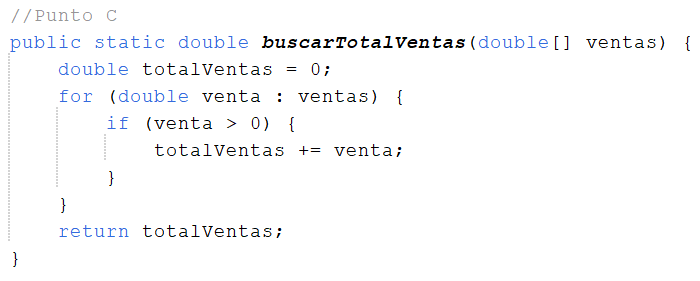 //Punto C
public static double buscarTotalVentas(double[] ventas) {
    double totalVentas = 0;
    for (double venta : ventas) {
        if (venta > 0) {
            totalVentas += venta;
        }
    }
    return totalVentas;
}